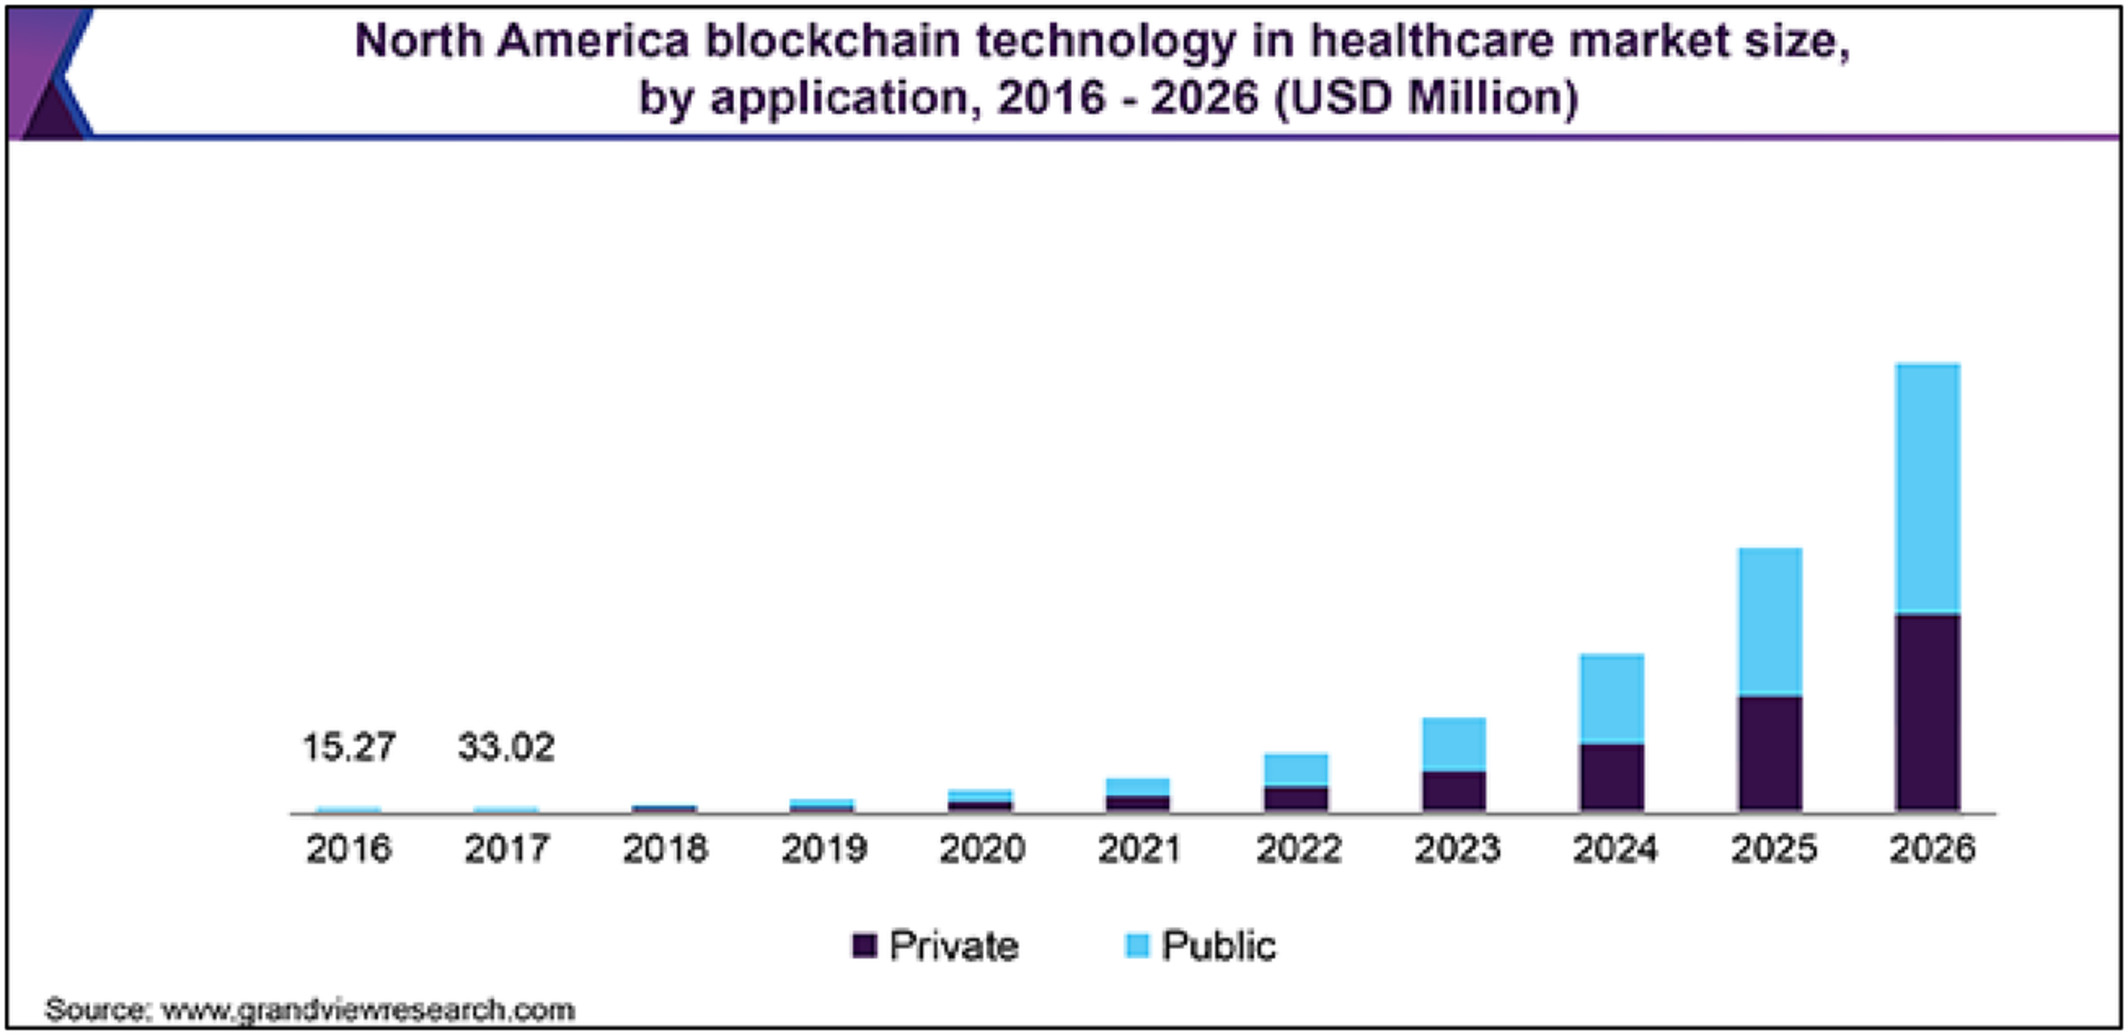 North America blockchain technology in healthcare market size,
by application, 2016 - 2026 (USD Million)
15.27 33.02
2016 2017 2018 2019 2020 2021 2022 2023 2024 2025 2026
Private Public
Source: www.grandviewresearch.com